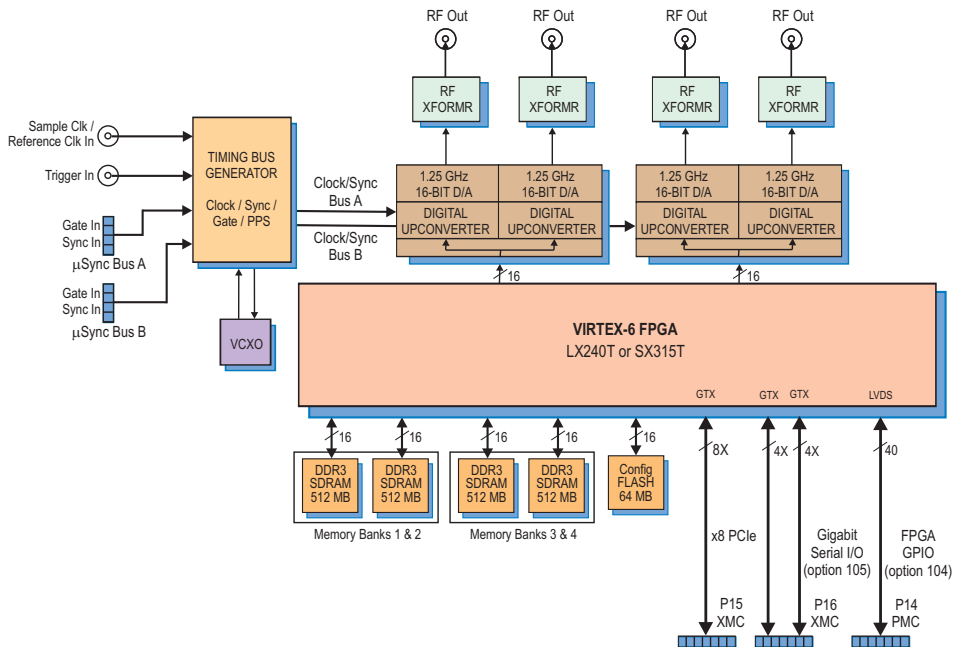 RF Out
RF Out
RF Out
RF Out
RF
XFORMR
RF
XFORMR
RF
XFORMR
RF
XFORMR
Sample Clk /
Reference Clk In
Trigger In
Gate In
Sync In
μSync Bus A
Gate In
Sync In
μSync Bus B
TIMING BUS
GENERATOR
Clock / Sync /
Gate / PPS
VCXO
Clock/Sync
Bus A
Clock/Sync
Bus B
1.25 GHz
16-BIT D/A
1.25 GHz
16-BIT D/A
DIGITAL
UPCONVERTER
DIGITAL
UPCONVERTER
1.25 GHz
16-BIT D/A
1.25 GHz
16-BIT D/A
DIGITAL
UPCONVERTER
DIGITAL
UPCONVERTER
16
16
VIRTEX-6 FPGA
LX240T or SX315T
GTX
GTX
GTX
LVDS
16
16
16
16
16
8X
4X
4X
40
DDR3
SDRAM
512 MB
DDR3
SDRAM
512 MB
DDR3
SDRAM
512 MB
DDR3
SDRAM
512 MB
Config
FLASH
64 MB
Memory Banks 1 & 2
Memory Banks 3 & 4
x8 PCIe
Gigabit
Serial I/O
(option 105)
FPGA
GPIO
(option 104)
P15
XMC
P16
XMC
P14
PMC